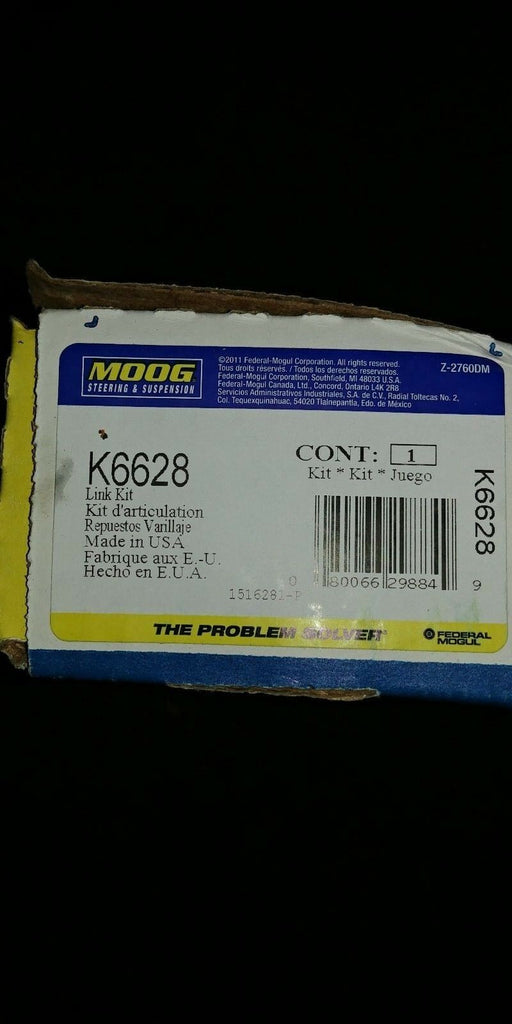 MOOG
STEERING & SUSPENSION
©2011 Federal-Mogul Corporation. All rights reserved.
Tous droits réservés. / Todos los derechos reservados.
Federal-Mogul Corporation, Southfield, MI 48033 U.S.A.
Federal-Mogul Canada, Ltd., Concord, Ontario L4K 2R8
Servicios Administrativos Industriales, S.A. de C.V., Radial Toltecas No. 2,
Col. Tequexquinahuac, 54020 Tlalnepantla, Edo. de México
Z-2760DM
K6628
Link Kit
Kit d'articulation
Repuestos Varillaje
Made in USA
Fabrique aux E.-U.
Hecho en E.U.A.
CONT: 1
Kit * Kit * Juego
0 80066 29884 9
1516281-P
K6628
THE PROBLEM SOLVER®
FEDERAL
MOGUL